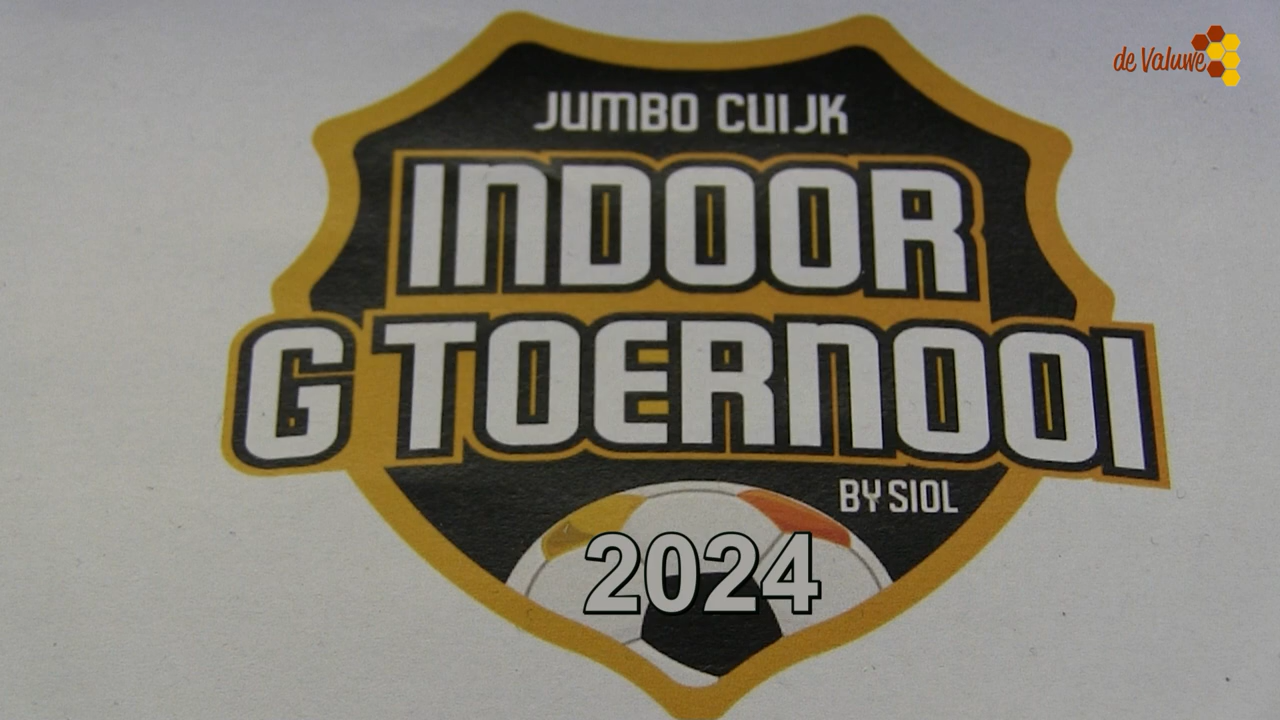 de Valuwe
JUMBO CUIJK
INDOOR
G TOERNOOI
BY SIOL
2024